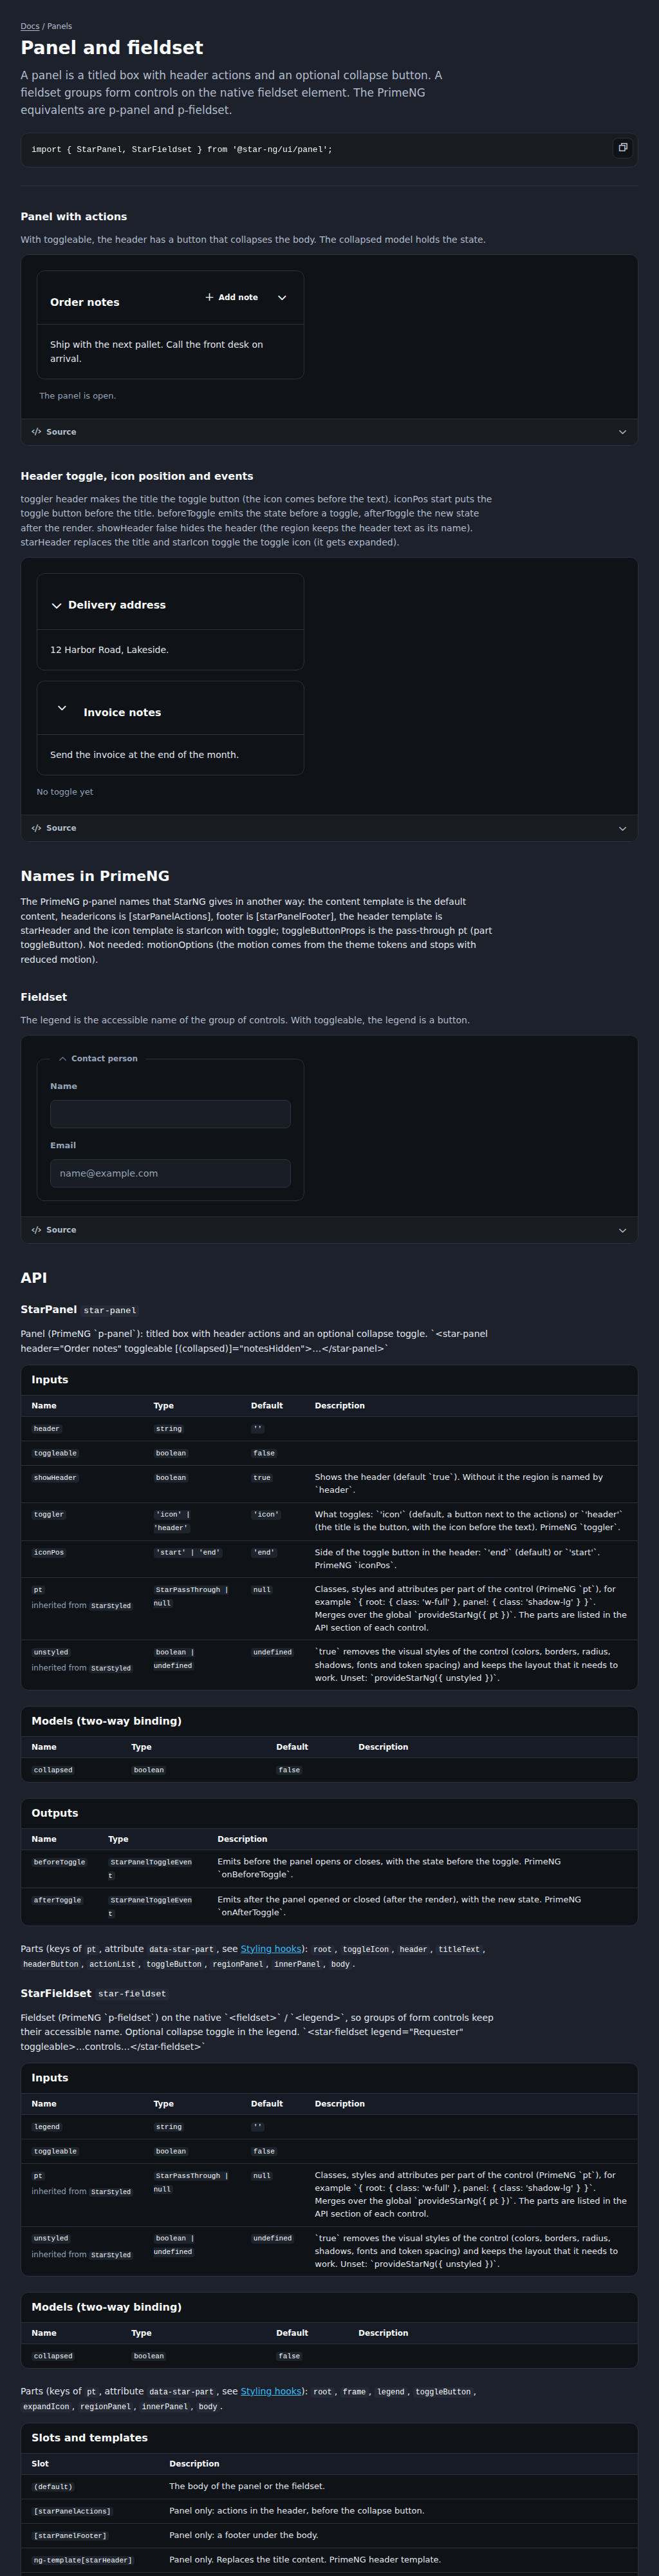 Docs / Panels
Panel and fieldset
A panel is a titled box with header actions and an optional collapse button. A
fieldset groups form controls on the native fieldset element. The PrimeNG
equivalents are p-panel and p-fieldset.
import { StarPanel, StarFieldset } from '@star-ng/ui/panel';
Panel with actions
With toggleable, the header has a button that collapses the body. The collapsed model holds the state.
Order notes
Add note
Ship with the next pallet. Call the front desk on
arrival.
The panel is open.
Source
Header toggle, icon position and events
toggler header makes the title the toggle button (the icon comes before the text). iconPos start puts the
toggle button before the title. beforeToggle emits the state before a toggle, afterToggle the new state
after the render. showHeader false hides the header (the region keeps the header text as its name).
starHeader replaces the title and starIcon toggle the toggle icon (it gets expanded).
Delivery address
12 Harbor Road, Lakeside.
Invoice notes
Send the invoice at the end of the month.
No toggle yet
Source
Names in PrimeNG
The PrimeNG p-panel names that StarNG gives in another way: the content template is the default
content, headericons is [starPanelActions], footer is [starPanelFooter], the header template is
starHeader and the icon template is starIcon with toggle; toggleButtonProps is the pass-through pt (part
toggleButton). Not needed: motionOptions (the motion comes from the theme tokens and stops with
reduced motion).
Fieldset
The legend is the accessible name of the group of controls. With toggleable, the legend is a button.
Contact person
Name
Email
name@example.com
Source
API
StarPanel star-panel
Panel (PrimeNG `p-panel`): titled box with header actions and an optional collapse toggle. `<star-panel
header="Order notes" toggleable [(collapsed)]="notesHidden">…</star-panel>`
Inputs
Name Type Default Description
header string ''
toggleable boolean false
showHeader boolean true Shows the header (default `true`). Without it the region is named by
`header`.
toggler 'icon' | 'icon' What toggles: `'icon'` (default, a button next to the actions) or `'header'`
'header' (the title is the button, with the icon before the text). PrimeNG `toggler`.
iconPos 'start' | 'end' 'end' Side of the toggle button in the header: `'end'` (default) or `'start'`.
PrimeNG `iconPos`.
pt StarPassThrough | null Classes, styles and attributes per part of the control (PrimeNG `pt`), for
inherited from StarStyled null example `{ root: { class: 'w-full' }, panel: { class: 'shadow-lg' } }`.
Merges over the global `provideStarNg({ pt })`. The parts are listed in the
API section of each control.
unstyled boolean | undefined `true` removes the visual styles of the control (colors, borders, radius,
inherited from StarStyled undefined shadows, fonts and token spacing) and keeps the layout that it needs to
work. Unset: `provideStarNg({ unstyled })`.
Models (two-way binding)
Name Type Default Description
collapsed boolean false
Outputs
Name Type Description
beforeToggle StarPanelToggleEven Emits before the panel opens or closes, with the state before the toggle. PrimeNG
t `onBeforeToggle`.
afterToggle StarPanelToggleEven Emits after the panel opened or closed (after the render), with the new state. PrimeNG
t `onAfterToggle`.
Parts (keys of pt, attribute data-star-part, see Styling hooks): root, toggleIcon, header, titleText,
headerButton, actionList, toggleButton, regionPanel, innerPanel, body.
StarFieldset star-fieldset
Fieldset (PrimeNG `p-fieldset`) on the native `<fieldset>` / `<legend>`, so groups of form controls keep
their accessible name. Optional collapse toggle in the legend. `<star-fieldset legend="Requester"
toggleable>…controls…</star-fieldset>`
Inputs
Name Type Default Description
legend string ''
toggleable boolean false
pt StarPassThrough | null Classes, styles and attributes per part of the control (PrimeNG `pt`), for
inherited from StarStyled null example `{ root: { class: 'w-full' }, panel: { class: 'shadow-lg' } }`.
Merges over the global `provideStarNg({ pt })`. The parts are listed in the
API section of each control.
unstyled boolean | undefined `true` removes the visual styles of the control (colors, borders, radius,
inherited from StarStyled undefined shadows, fonts and token spacing) and keeps the layout that it needs to
work. Unset: `provideStarNg({ unstyled })`.
Models (two-way binding)
Name Type Default Description
collapsed boolean false
Parts (keys of pt, attribute data-star-part, see Styling hooks): root, frame, legend, toggleButton,
expandIcon, regionPanel, innerPanel, body.
Slots and templates
Slot Description
(default) The body of the panel or the fieldset.
[starPanelActions] Panel only: actions in the header, before the collapse button.
[starPanelFooter] Panel only: a footer under the body.
ng-template[starHeader] Panel only. Replaces the title content. PrimeNG header template.